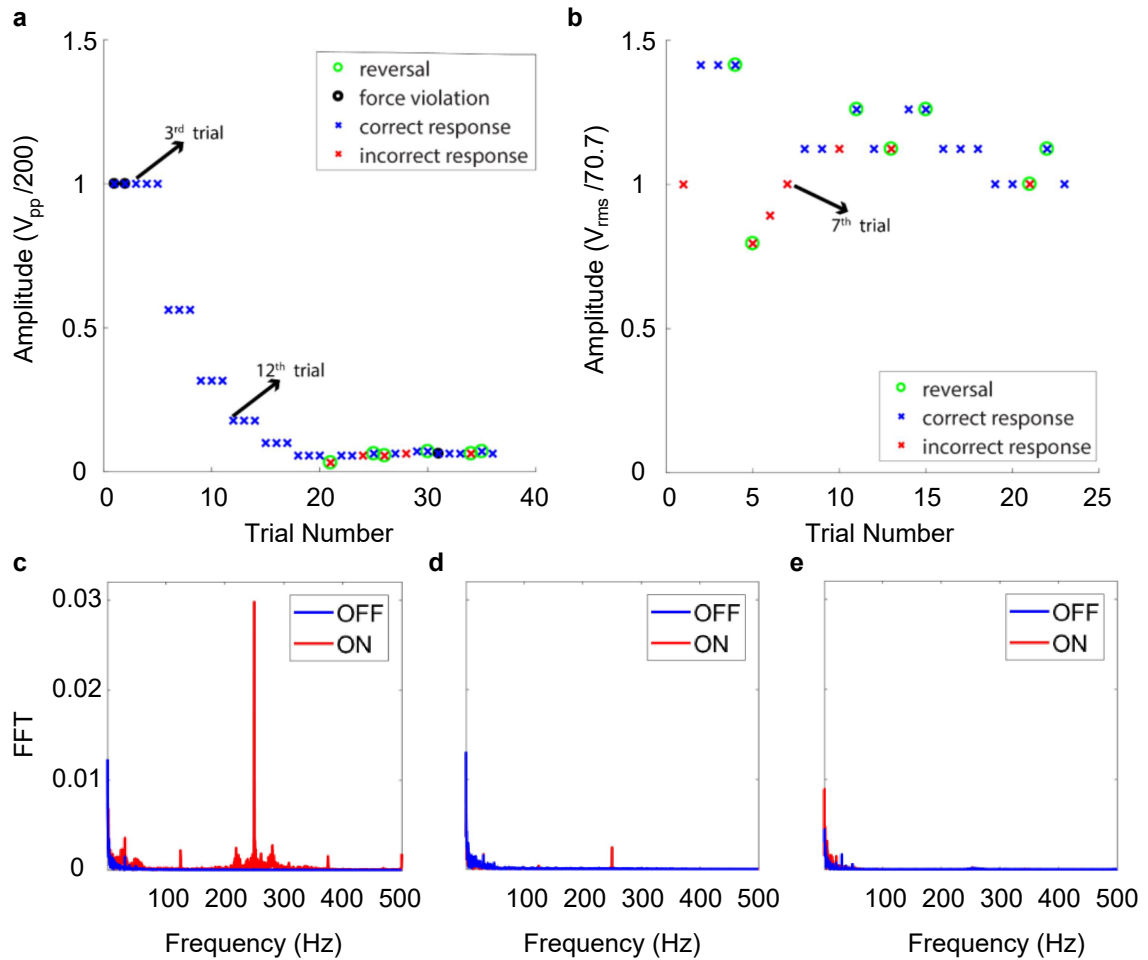 a
1.5
1
0.5
0
0
10
20
30
40
Amplitude (Vpp/200)
Trial Number
reversal
force violation
correct response
incorrect response
3rd trial
12th trial
b
1.5
1
0.5
0
0
5
10
15
20
25
Amplitude (Vrms/70.7)
Trial Number
7th trial
reversal
correct response
incorrect response
c
0.03
0.02
0.01
0
FFT
OFF
ON
100 200 300 400 500
Frequency (Hz)
d
OFF
ON
100 200 300 400 500
Frequency (Hz)
e
OFF
ON
100 200 300 400 500
Frequency (Hz)